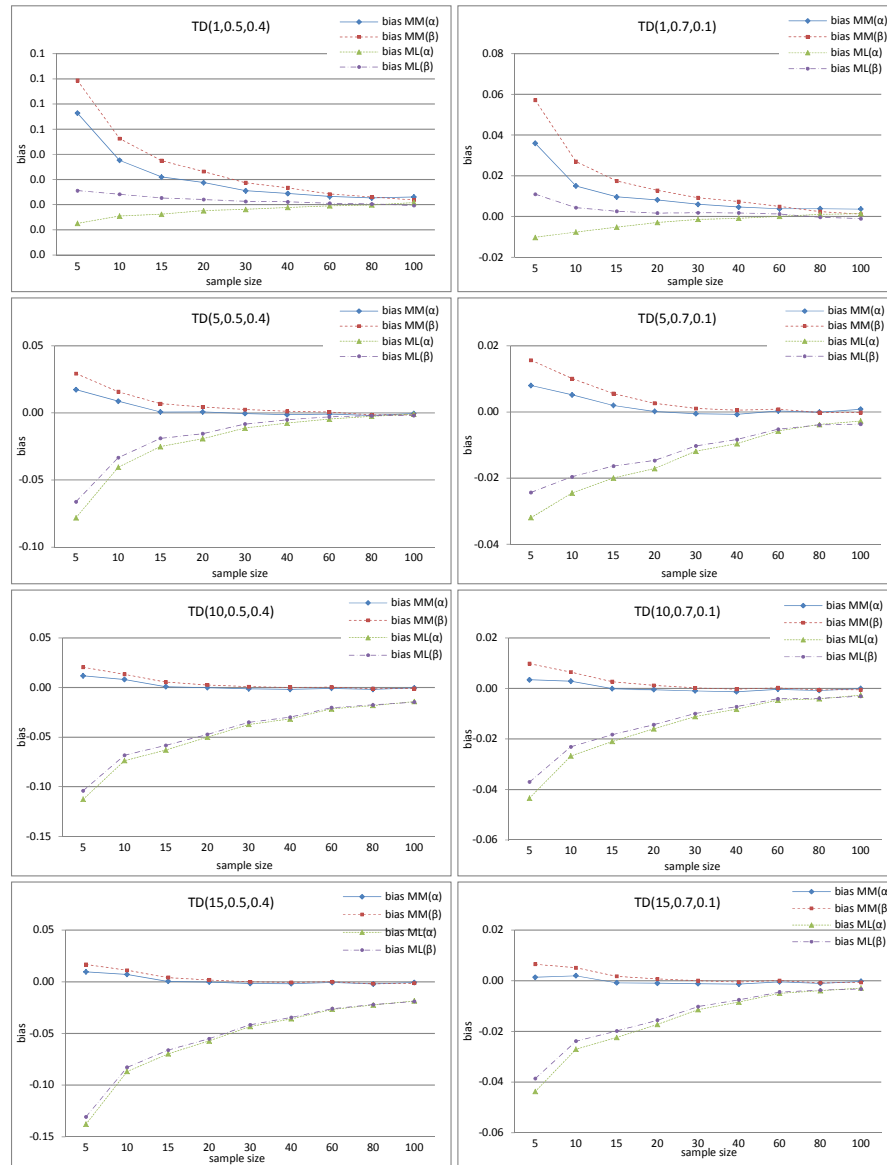 TD(1,0.5,0.4)
bias MM(α)
bias MM(β)
bias ML(α)
bias ML(β)
0.1
0.1
0.1
0.1
0.0
0.0
0.0
0.0
0.0
bias
5 10 15 20 30 40 60 80 100
sample size
TD(1,0.7,0.1)
bias MM(α)
bias MM(β)
bias ML(α)
bias ML(β)
0.08
0.06
0.04
0.02
0.00
-0.02
bias
5 10 15 20 30 40 60 80 100
sample size
TD(5,0.5,0.4)
bias MM(α)
bias MM(β)
bias ML(α)
bias ML(β)
0.05
0.00
-0.05
-0.10
bias
5 10 15 20 30 40 60 80 100
sample size
TD(5,0.7,0.1)
bias MM(α)
bias MM(β)
bias ML(α)
bias ML(β)
0.02
0.00
-0.02
-0.04
bias
5 10 15 20 30 40 60 80 100
sample size
TD(10,0.5,0.4)
bias MM(α)
bias MM(β)
bias ML(α)
bias ML(β)
0.05
0.00
-0.05
-0.10
-0.15
bias
5 10 15 20 30 40 60 80 100
sample size
TD(10,0.7,0.1)
bias MM(α)
bias MM(β)
bias ML(α)
bias ML(β)
0.02
0.00
-0.02
-0.04
-0.06
bias
5 10 15 20 30 40 60 80 100
sample size
TD(15,0.5,0.4)
bias MM(α)
bias MM(β)
bias ML(α)
bias ML(β)
0.05
0.00
-0.05
-0.10
-0.15
bias
5 10 15 20 30 40 60 80 100
sample size
TD(15,0.7,0.1)
bias MM(α)
bias MM(β)
bias ML(α)
bias ML(β)
0.02
0.00
-0.02
-0.04
-0.06
bias
5 10 15 20 30 40 60 80 100
sample size